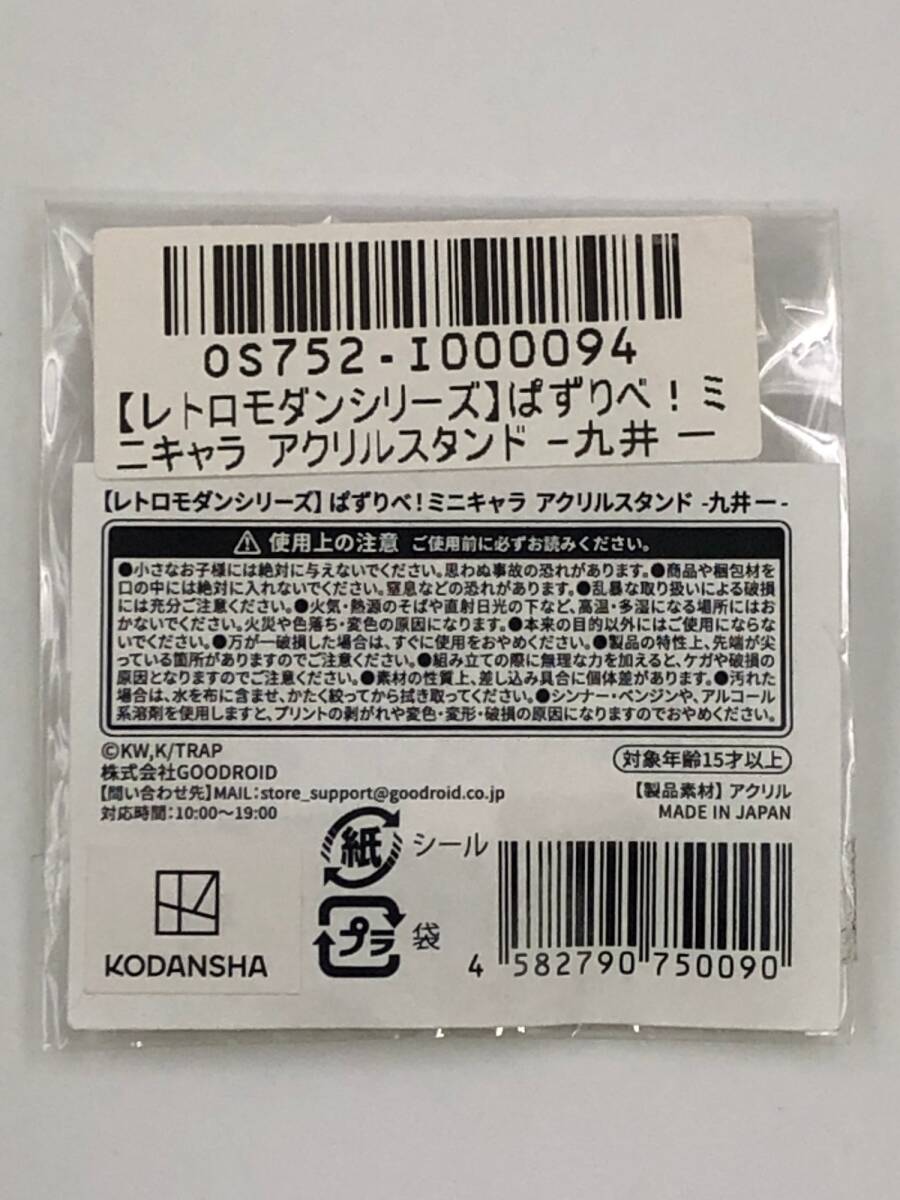 OS752-I000094
【レトロモダンシリーズ】ぱずりべ！ミ
ニキャラ アクリルスタンド -九井 一
【レトロモダンシリーズ】ぱずりべ！ミニキャラ アクリルスタンド -九井 一 -
⚠ 使用上の注意 ご使用前に必ずお読みください。
●小さなお子様には絶対に与えないでください。思わぬ事故の恐れがあります。●商品や梱包材を
口の中には絶対に入れないでください。窒息などの恐れがあります。●乱暴な取り扱いによる破損
には充分ご注意ください。●火気・熱源のそばや直射日光の下など、高温・多湿になる場所にはお
かないでください。火災や色落ち・変色の原因になります。●本来の目的以外にはご使用にならな
いでください。●万が一破損した場合は、すぐに使用をおやめください。●製品の特性上、先端が尖
っている箇所がありますのでご注意ください。●組み立ての際に無理な力を加えると、ケガや破損の
原因となりますのでご注意ください。●素材の性質上、差し込み具合に個体差があります。●汚れた
場合は、水を布に含ませ、かたく絞ってから拭き取ってください。●シンナー・ベンジンや、アルコール
系溶剤を使用しますと、プリントの剥がれや変色・変形・破損の原因になりますのでおやめください。
©KW,K/TRAP
株式会社GOODROID
【問い合わせ先】MAIL：store_support@goodroid.co.jp
対応時間：10:00～19:00
対象年齢15才以上
【製品素材】アクリル
MADE IN JAPAN
紙 シール
プラ 袋
KODANSHA
4 582790 750090